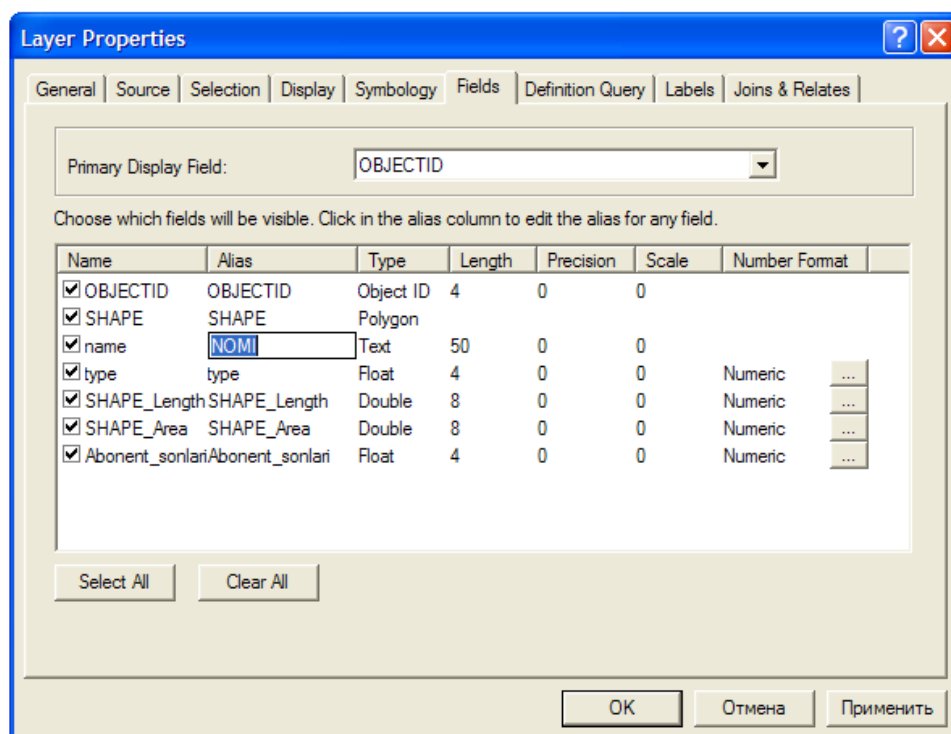 Layer Properties
General Source Selection Display Symbology Fields Definition Query Labels Joins & Relates
Primary Display Field: OBJECTID
Choose which fields will be visible. Click in the alias column to edit the alias for any field.
Name Alias Type Length Precision Scale Number Format
OBJECTID OBJECTID Object ID 4 0 0
SHAPE SHAPE Polygon
name NOMI Text 50 0 0
type type Float 4 0 0 Numeric ...
SHAPE_Length SHAPE_Length Double 8 0 0 Numeric ...
SHAPE_Area SHAPE_Area Double 8 0 0 Numeric ...
Abonent_sonlari Abonent_sonlari Float 4 0 0 Numeric ...
Select All Clear All
OK Отмена Применить